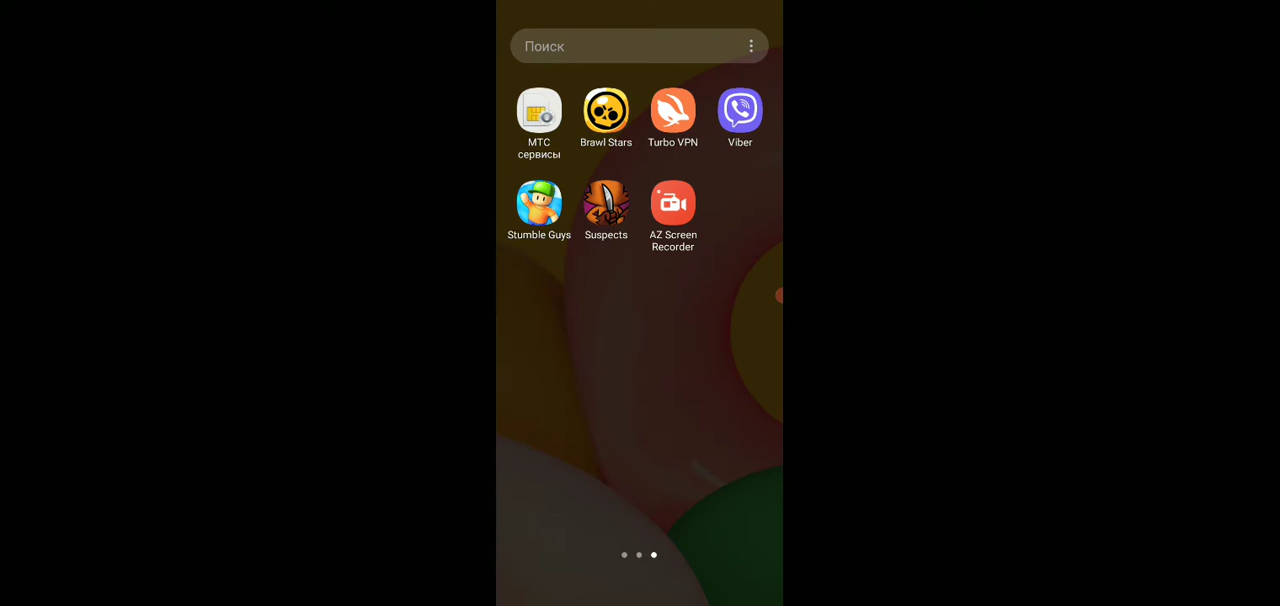 Поиск
МТС
сервисы
Brawl Stars
Turbo VPN
Viber
Stumble Guys
Suspects
AZ Screen
Recorder